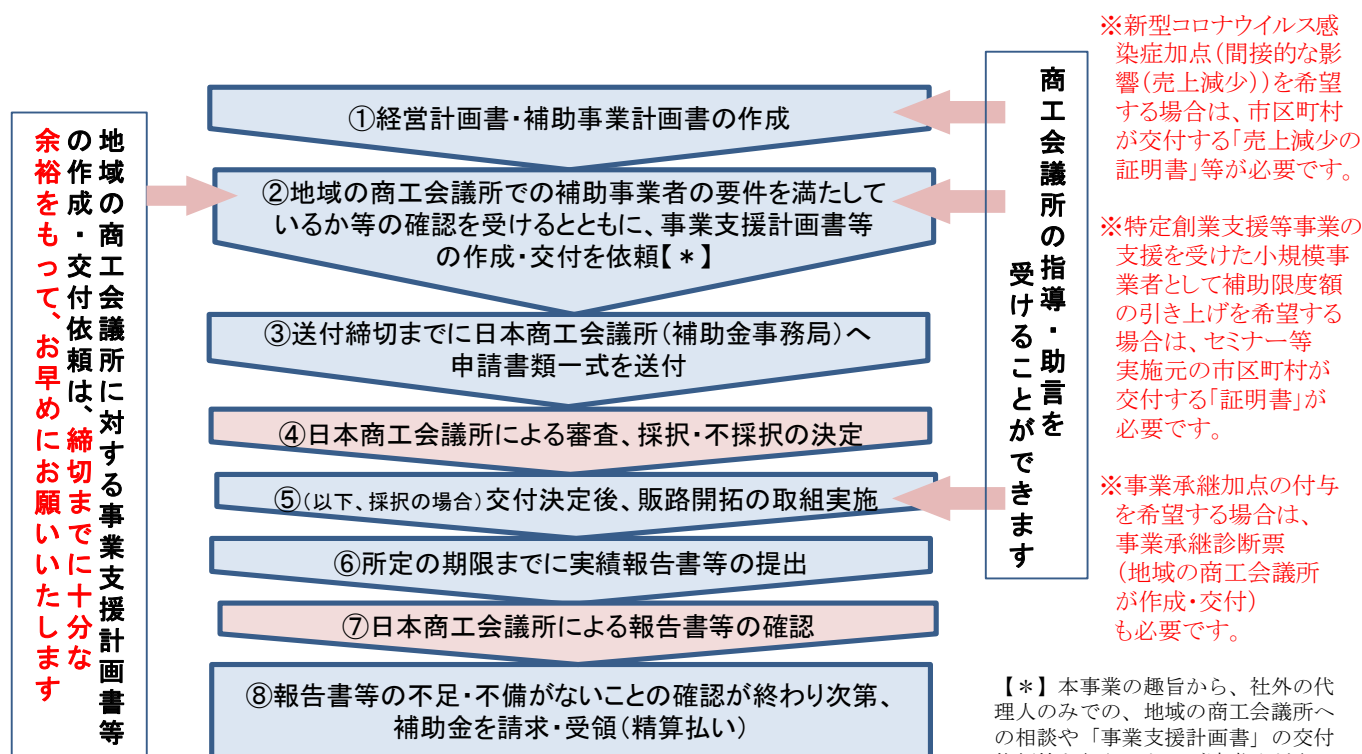 地域の商工会議所に対する事業支援計画書等
の作成・交付依頼は、締切までに十分な
余裕をもって、お早めにお願いいたします
①経営計画書・補助事業計画書の作成
②地域の商工会議所での補助事業者の要件を満たして
いるか等の確認を受けるとともに、事業支援計画書等
の作成・交付を依頼【*】
③送付締切までに日本商工会議所(補助金事務局)へ
申請書類一式を送付
④日本商工会議所による審査、採択・不採択の決定
⑤(以下、採択の場合)交付決定後、販路開拓の取組実施
⑥所定の期限までに実績報告書等の提出
⑦日本商工会議所による報告書等の確認
⑧報告書等の不足・不備がないことの確認が終わり次第、
補助金を請求・受領(精算払い)
商工会議所の指導・助言を
受けることができます
※新型コロナウイルス感
染症加点(間接的な影
響(売上減少))を希望
する場合は、市区町村
が交付する「売上減少の
証明書」等が必要です。
※特定創業支援等事業の
支援を受けた小規模事
業者として補助限度額
の引き上げを希望する
場合は、セミナー等
実施元の市区町村が
交付する「証明書」が
必要です。
※事業承継加点の付与
を希望する場合は、
事業承継診断票
(地域の商工会議所
が作成・交付)
も必要です。
【*】本事業の趣旨から、社外の代
理人のみでの、地域の商工会議所へ
の相談や「事業支援計画書」の交付